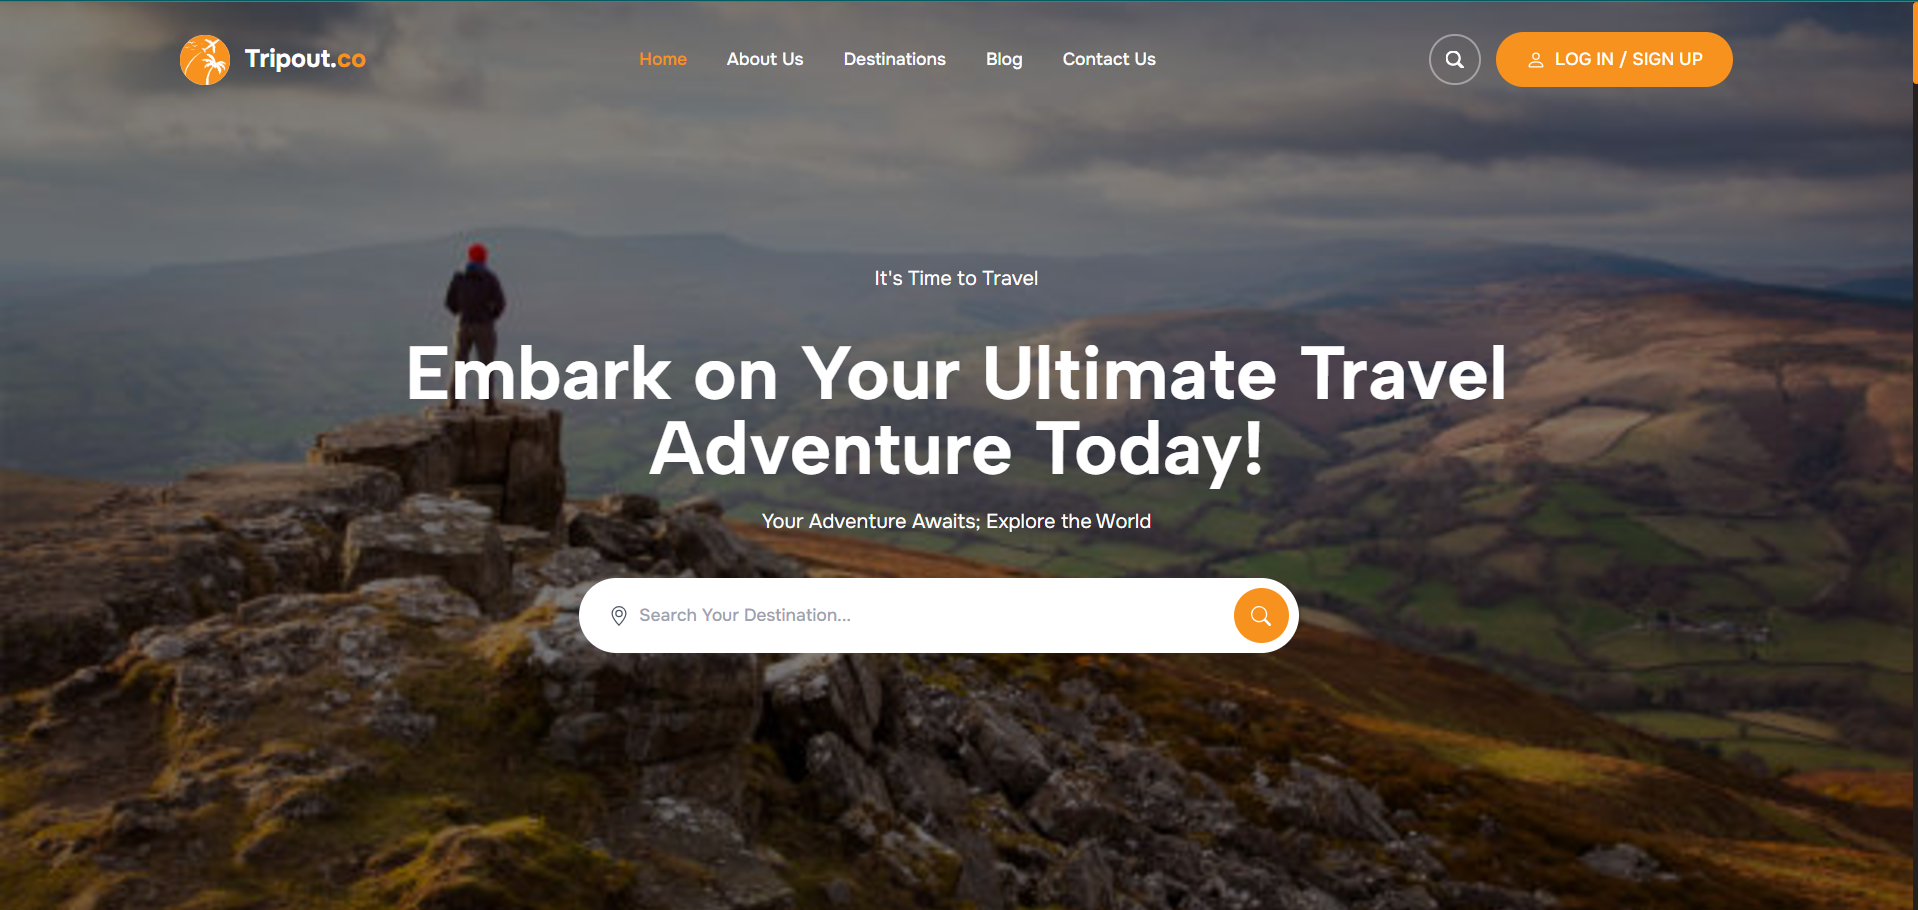 Tripout.co
Home About Us Destinations Blog Contact Us
LOG IN / SIGN UP
It's Time to Travel
Embark on Your Ultimate Travel
Adventure Today!
Your Adventure Awaits; Explore the World
Search Your Destination...